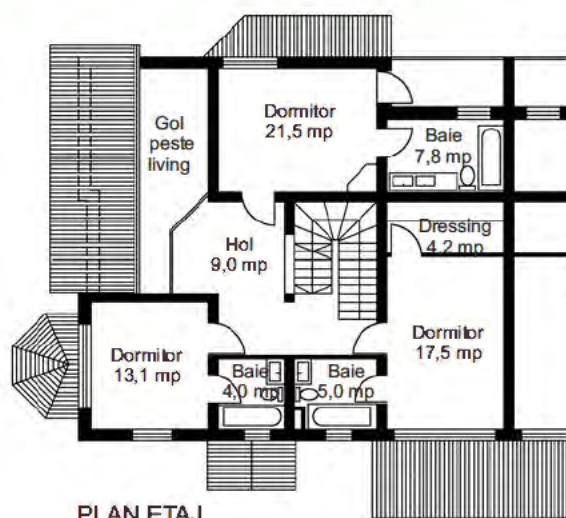 Gol
peste
living
Dormitor
21,5 mp
Baie
7,8 mp
Hol
9,0 mp
Dressing
4,2 mp
Dormitor
13,1 mp
Baie
4,0 mp
Baie
5,0 mp
Dormitor
17,5 mp
PLAN ETAJ